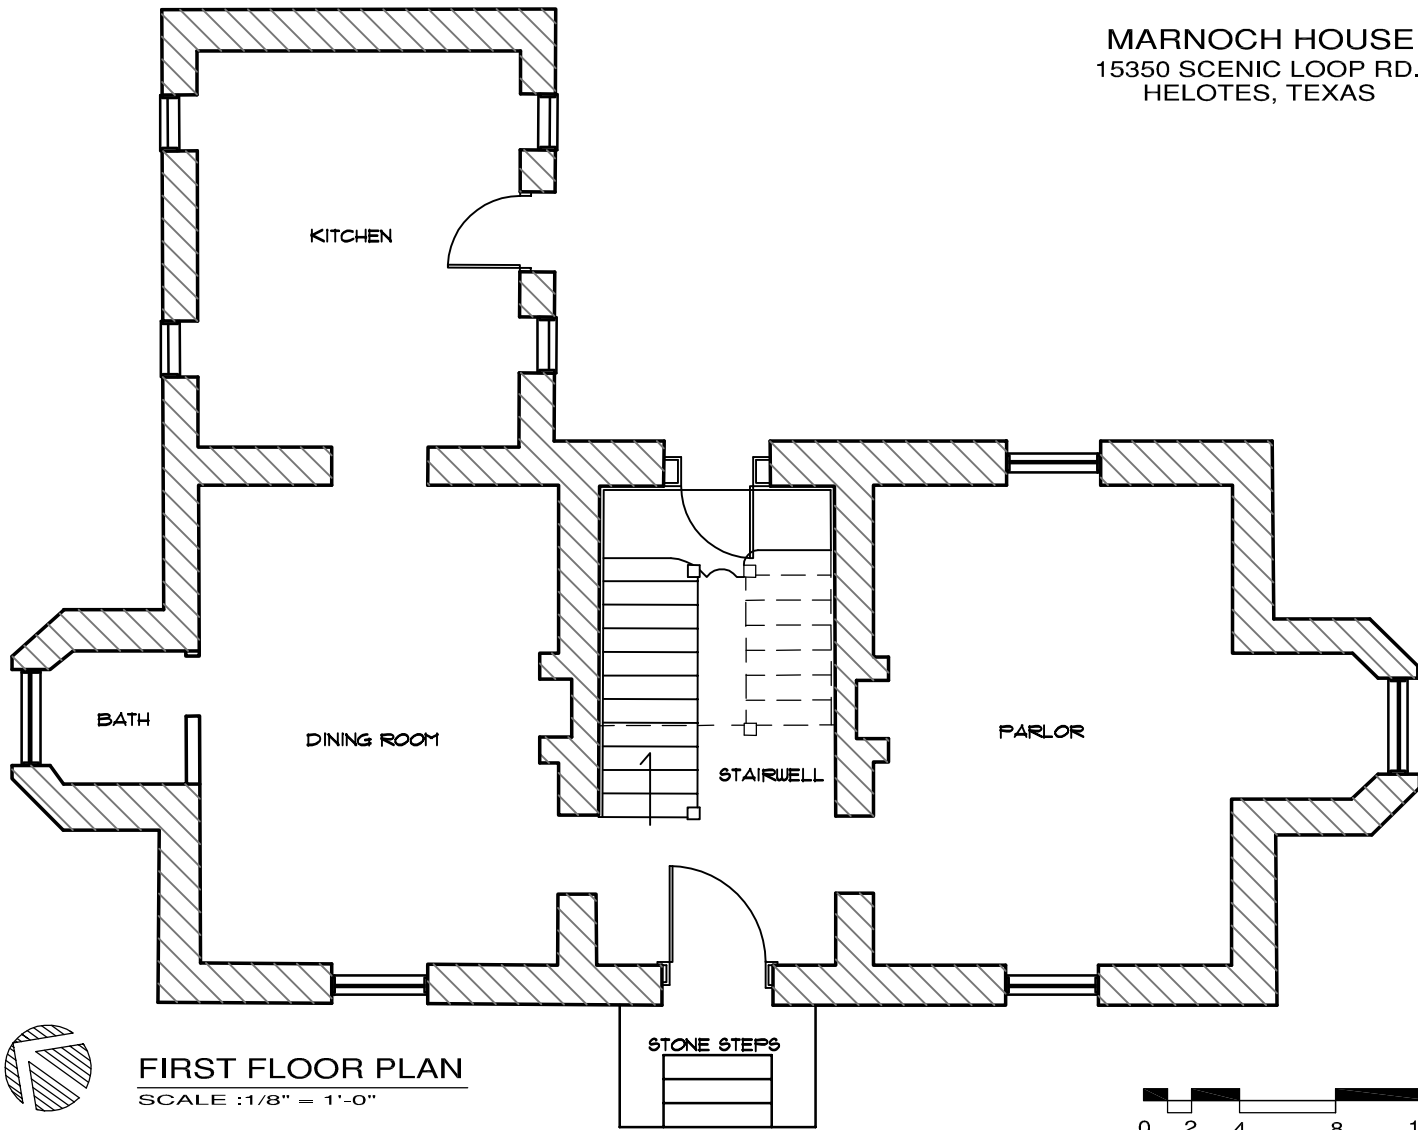 MARNOCH HOUSE
15350 SCENIC LOOP RD.
HELOTES, TEXAS
KITCHEN
BATH
DINING ROOM
PARLOR
STAIRWELL
STONE STEPS
FIRST FLOOR PLAN
SCALE :1/8" = 1'-0"
0 2 4 8